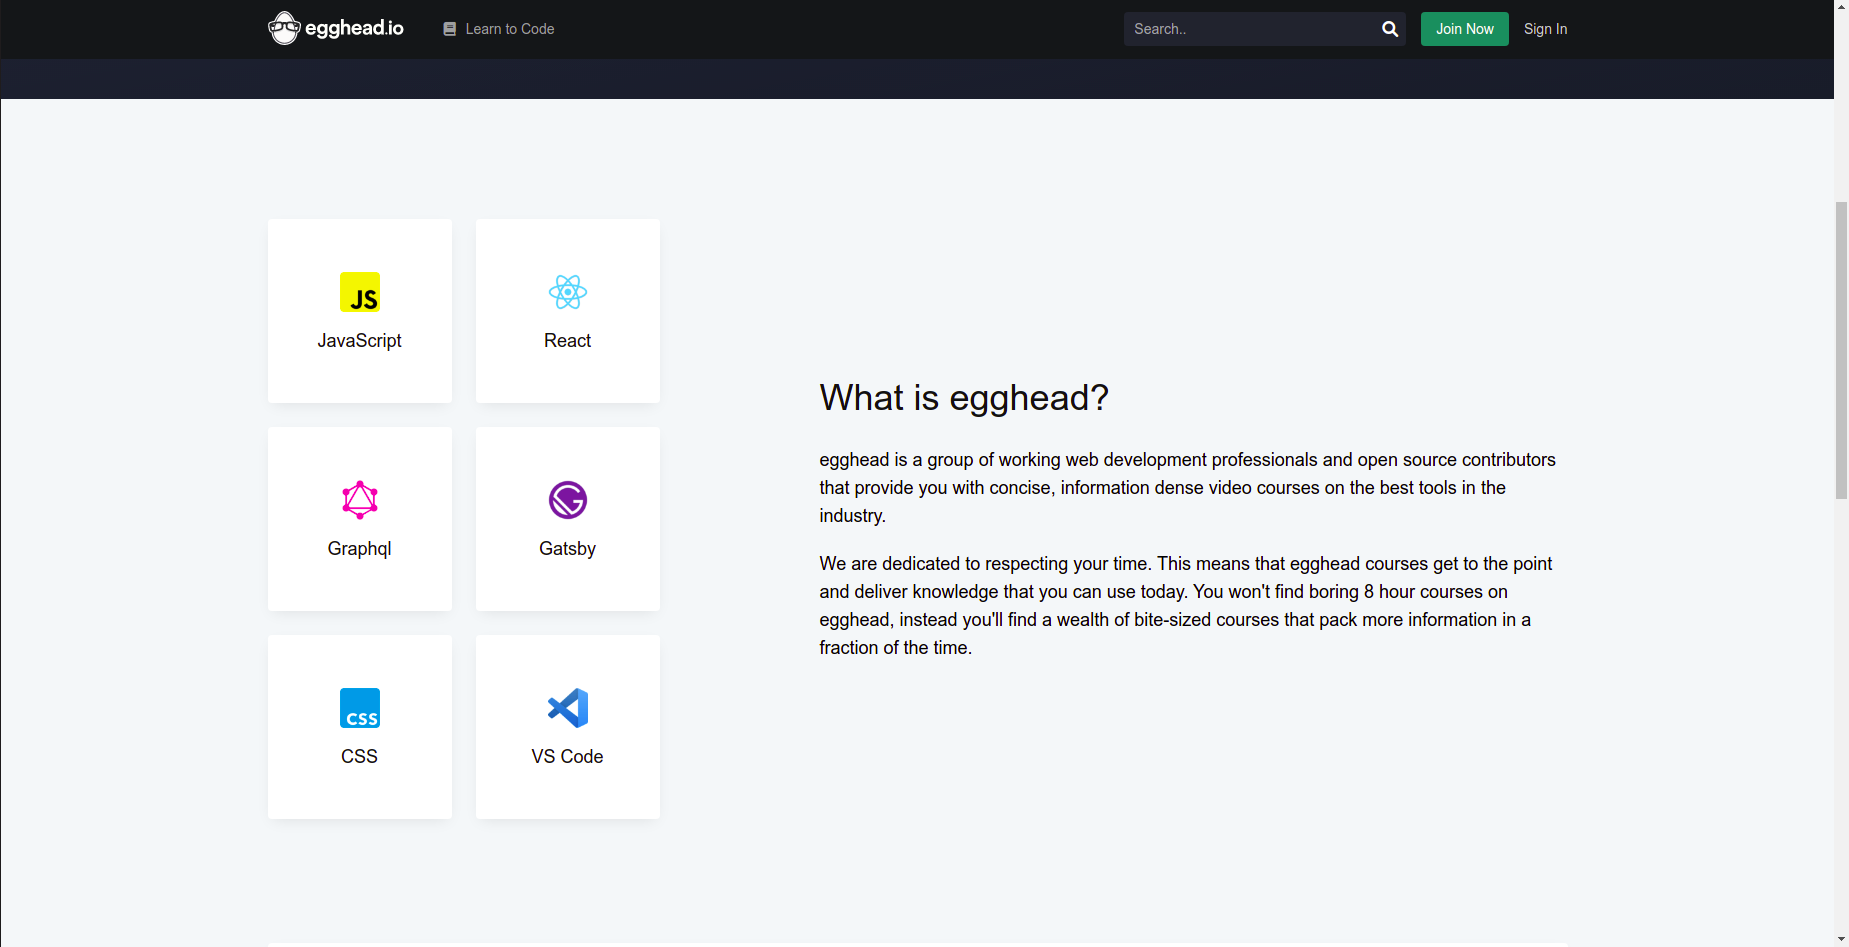 egghead.io
Learn to Code
Search..
Join Now
Sign In
JS
JavaScript
React
Graphql
Gatsby
CSS
CSS
VS Code
What is egghead?
egghead is a group of working web development professionals and open source contributors
that provide you with concise, information dense video courses on the best tools in the
industry.
We are dedicated to respecting your time. This means that egghead courses get to the point
and deliver knowledge that you can use today. You won't find boring 8 hour courses on
egghead, instead you'll find a wealth of bite-sized courses that pack more information in a
fraction of the time.